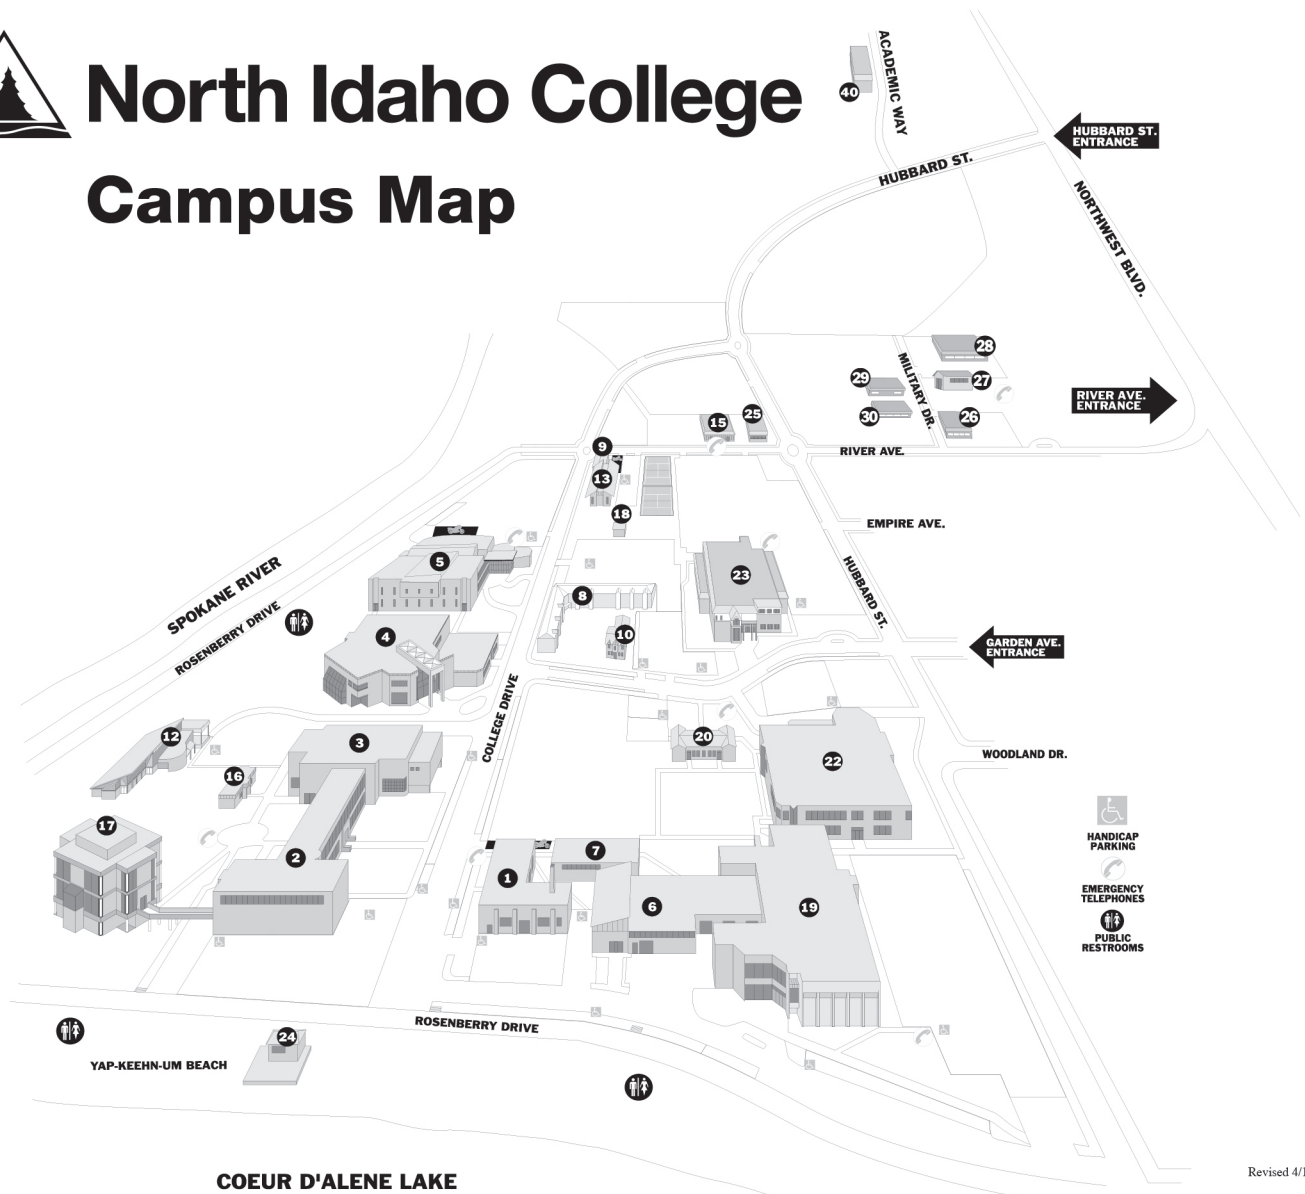 North Idaho College
Campus Map
ACADEMIC WAY
40
HUBBARD ST.
ENTRANCE
HUBBARD ST.
NORTHWEST BLVD.
28
MILITARY DR.
29
27
RIVER AVE.
ENTRANCE
30
26
15
25
9
RIVER AVE.
13
18
EMPIRE AVE.
5
23
SPOKANE RIVER
HUBBARD ST.
8
ROSENBERRY DRIVE
4
10
GARDEN AVE.
ENTRANCE
COLLEGE DRIVE
12
3
20
WOODLAND DR.
22
16
17
HANDICAP
PARKING
2
7
1
EMERGENCY
TELEPHONES
6
19
PUBLIC
RESTROOMS
ROSENBERRY DRIVE
24
YAP-KEEHN-UM BEACH
COEUR D'ALENE LAKE
Revised 4/1